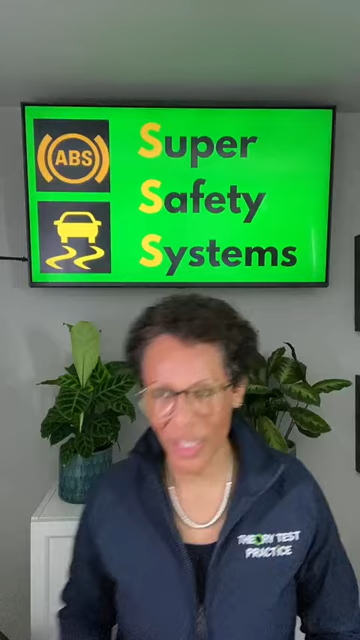 ABS
Super
Safety
Systems
THEORY TEST
PRACTICE